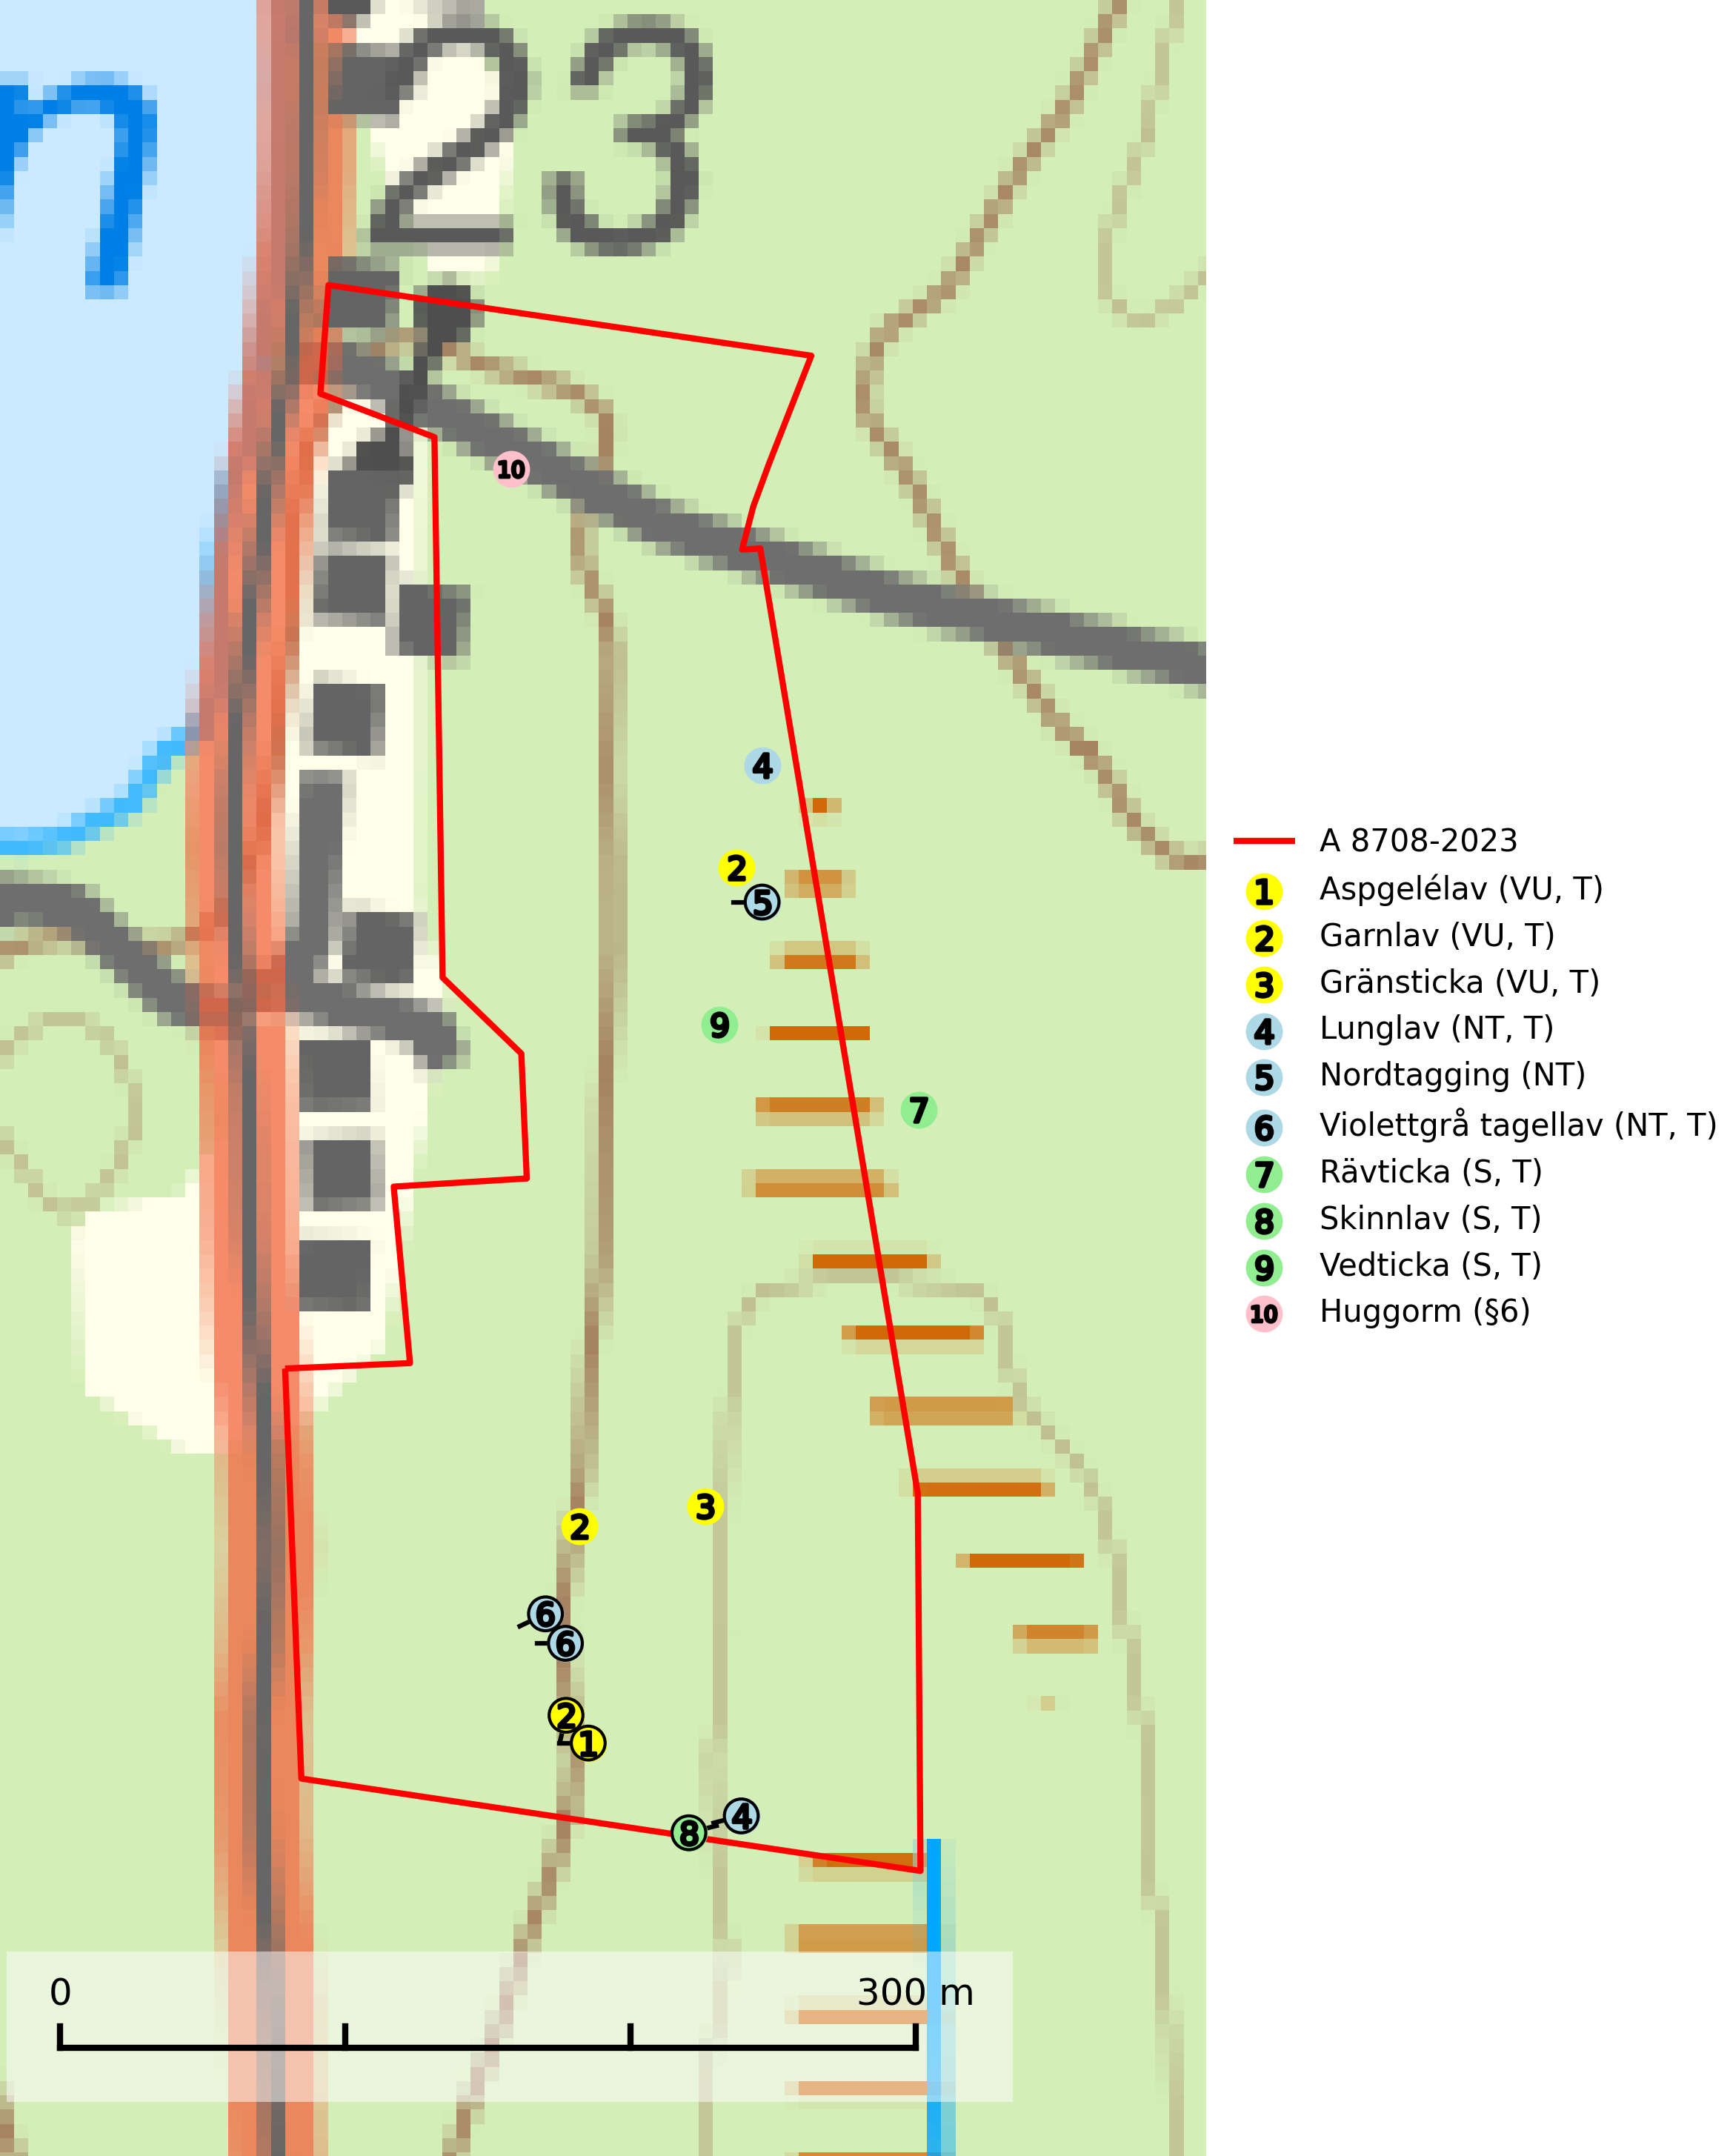 23
n
10
4
2
5
9
7
3
2
6
6
2
1
4
8
0 300 m
A 8708-2023
1 Aspgelélav (VU, T)
2 Garnlav (VU, T)
3 Gränsticka (VU, T)
4 Lunglav (NT, T)
5 Nordtagging (NT)
6 Violettgrå tagellav (NT, T)
7 Rävticka (S, T)
8 Skinnlav (S, T)
9 Vedticka (S, T)
10 Huggorm (§6)